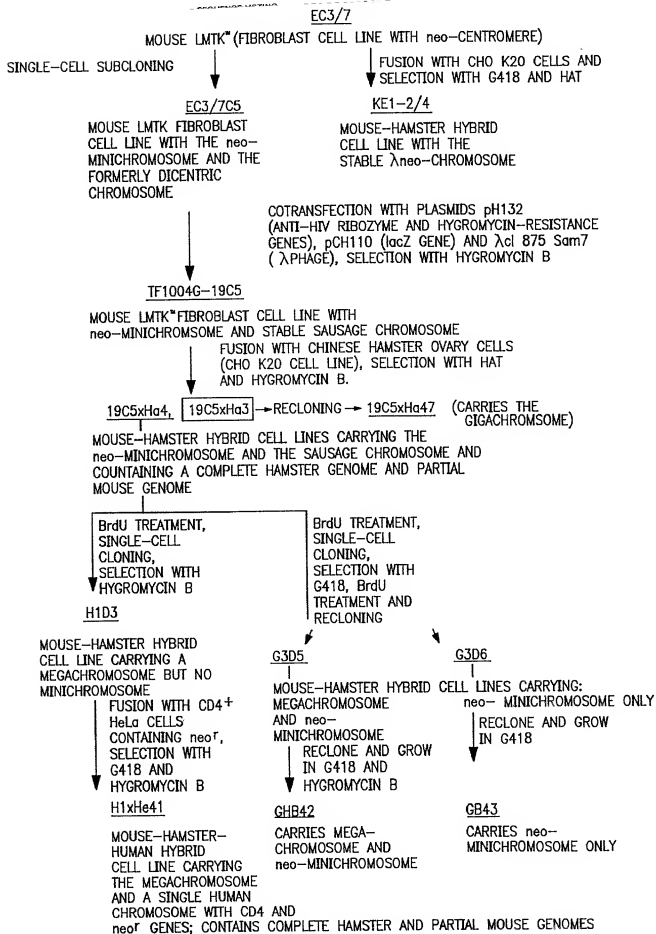 EC3/7
MOUSE LMTK⁻ (FIBROBLAST CELL LINE WITH neo-CENTROMERE)
SINGLE-CELL SUBCLONING
FUSION WITH CHO K20 CELLS AND
SELECTION WITH G418 AND HAT
EC3/7C5
MOUSE LMTK FIBROBLAST
CELL LINE WITH THE neo-
MINICHROMOSOME AND THE
FORMERLY DICENTRIC
CHROMOSOME
KE1-2/4
MOUSE-HAMSTER HYBRID
CELL LINE WITH THE
STABLE λneo-CHROMOSOME
COTRANSFECTION WITH PLASMIDS pH132
(ANTI-HIV RIBOZYME AND HYGROMYCIN-RESISTANCE
GENES), pCH110 (lacZ GENE) AND λcI 875 Sam7
( λPHAGE), SELECTION WITH HYGROMYCIN B
TF1004G-19C5
MOUSE LMTK⁻FIBROBLAST CELL LINE WITH
neo-MINICHROMSOME AND STABLE SAUSAGE CHROMOSOME
FUSION WITH CHINESE HAMSTER OVARY CELLS
(CHO K20 CELL LINE), SELECTION WITH HAT
AND HYGROMYCIN B.
19C5xHa4, 19C5xHa3 → RECLONING → 19C5xHa47 (CARRIES THE
GIGACHROMSOME)
MOUSE-HAMSTER HYBRID CELL LINES CARRYING THE
neo-MINICHROMOSOME AND THE SAUSAGE CHROMOSOME AND
COUNTAINING A COMPLETE HAMSTER GENOME AND PARTIAL
MOUSE GENOME
BrdU TREATMENT,
SINGLE-CELL
CLONING,
SELECTION WITH
HYGROMYCIN B
BrdU TREATMENT,
SINGLE-CELL
CLONING,
SELECTION WITH
G418, BrdU
TREATMENT AND
RECLONING
H1D3
MOUSE-HAMSTER HYBRID
CELL LINE CARRYING A
MEGACHROMOSOME BUT NO
MINICHROMOSOME
G3D5
G3D6
MOUSE-HAMSTER HYBRID CELL LINES CARRYING:
MEGACHROMOSOME
AND neo-
MINICHROMOSOME
neo- MINICHROMOSOME ONLY
FUSION WITH CD4+
HeLa CELLS
CONTAINING neoʳ,
SELECTION WITH
G418 AND
HYGROMYCIN B
RECLONE AND GROW
IN G418 AND
HYGROMYCIN B
RECLONE AND GROW
IN G418
H1xHe41
MOUSE-HAMSTER-
HUMAN HYBRID
CELL LINE CARRYING
THE MEGACHROMOSOME
AND A SINGLE HUMAN
CHROMOSOME WITH CD4 AND
neoʳ GENES; CONTAINS COMPLETE HAMSTER AND PARTIAL MOUSE GENOMES
GHB42
CARRIES MEGA-
CHROMOSOME AND
neo-MINICHROMOSOME
GB43
CARRIES neo-
MINICHROMOSOME ONLY